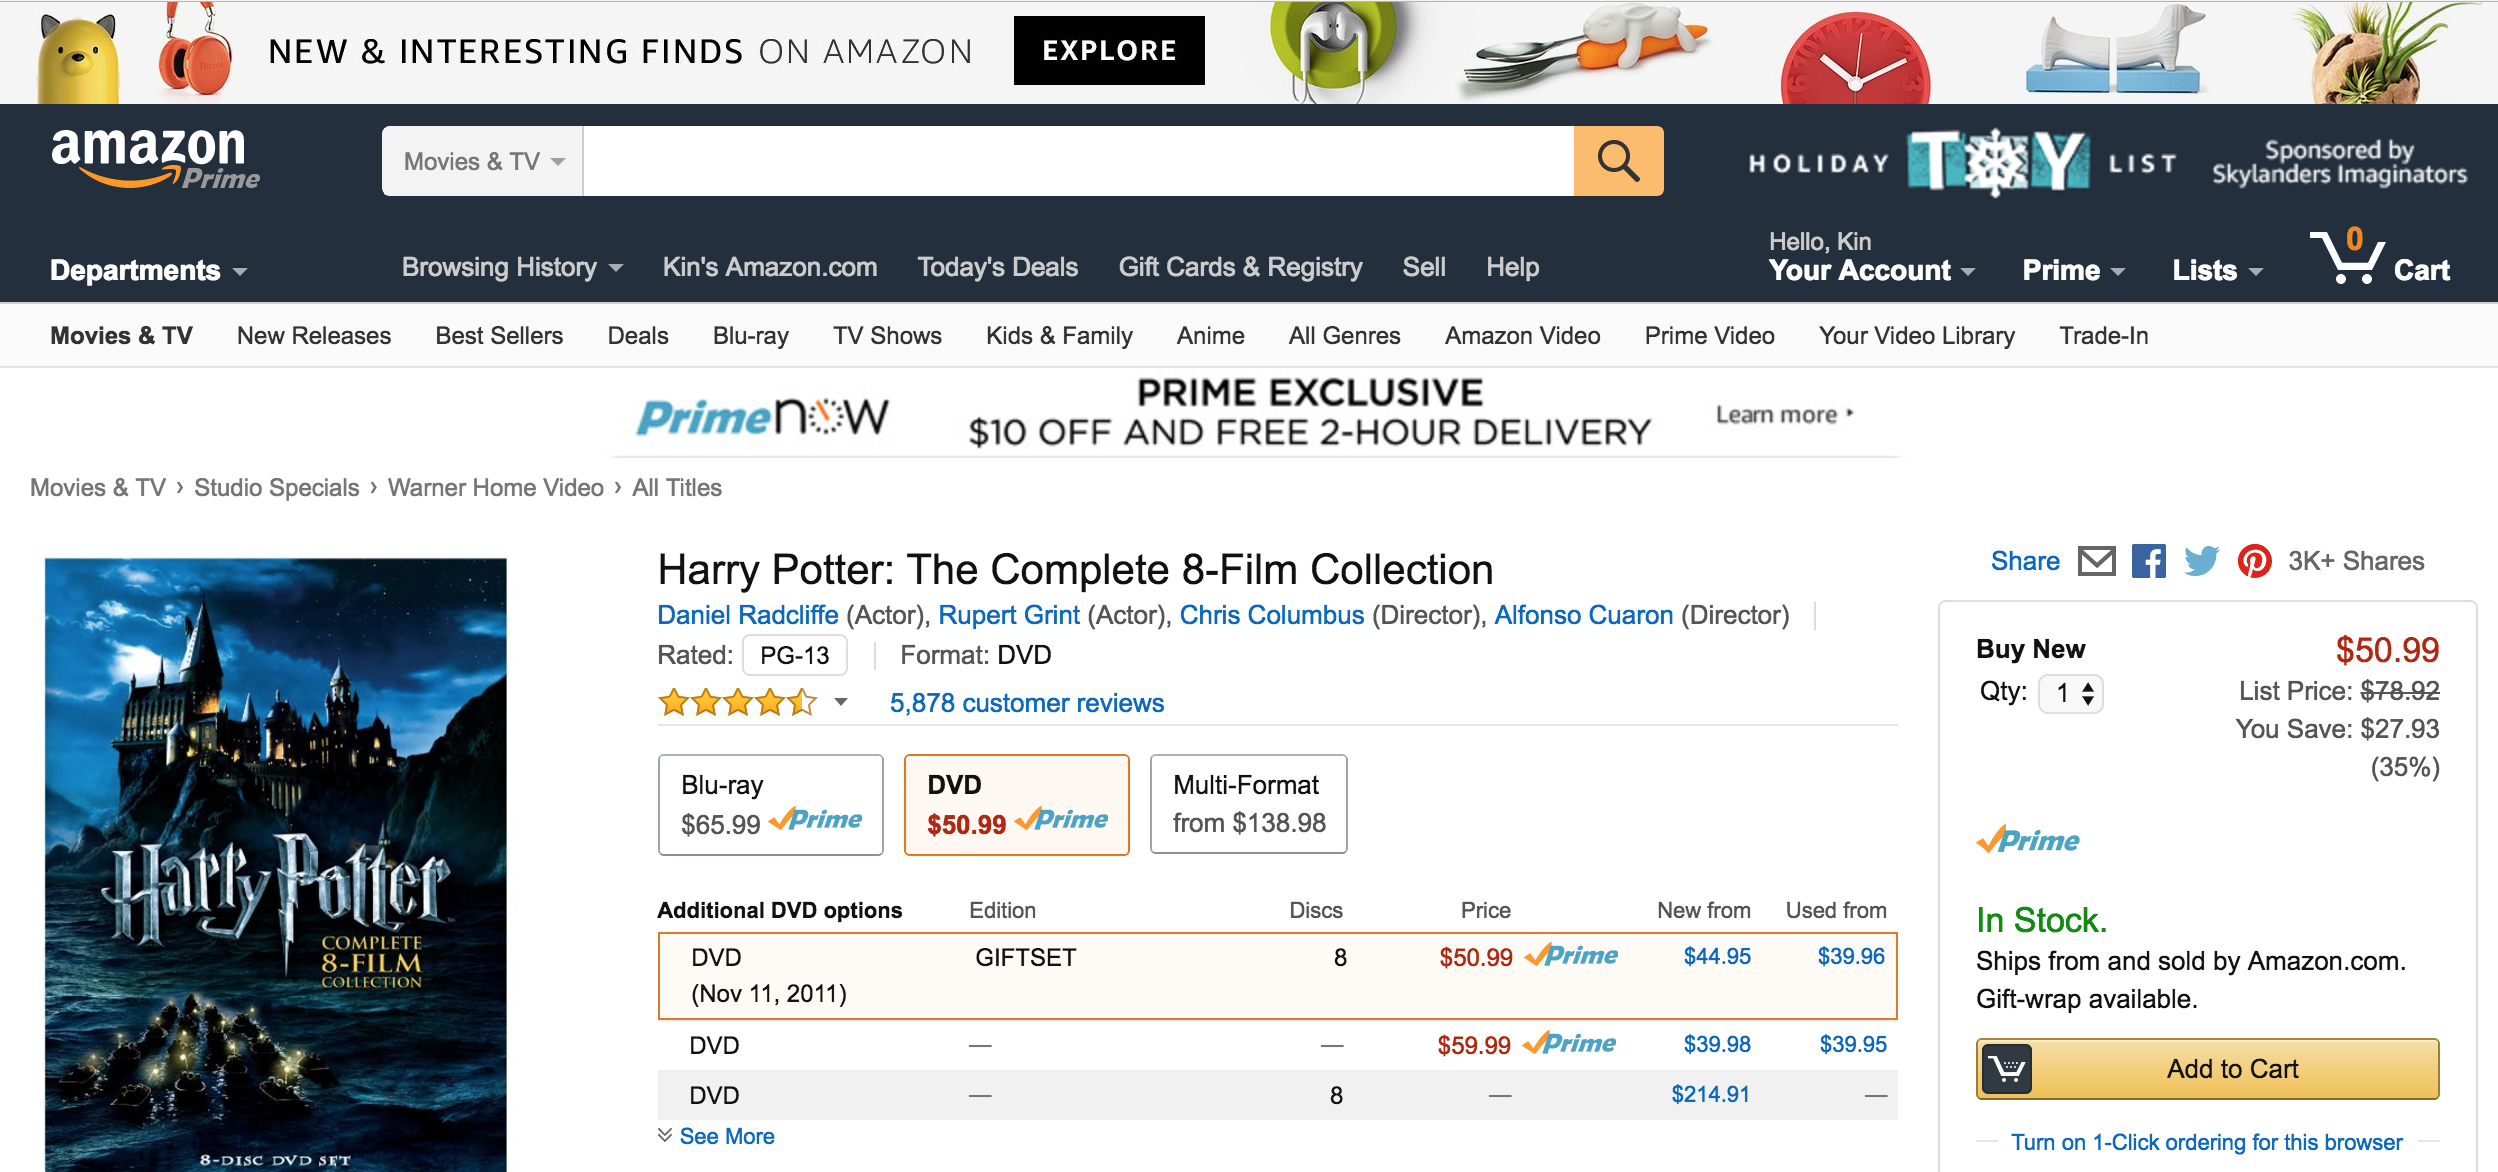 NEW & INTERESTING FINDS ON AMAZON EXPLORE
amazon Prime
Movies & TV
HOLIDAY TOY LIST
Sponsored by
Skylanders Imaginators
Departments
Browsing History Kin's Amazon.com Today's Deals Gift Cards & Registry Sell Help
Hello, Kin
Your Account Prime Lists 0 Cart
Movies & TV New Releases Best Sellers Deals Blu-ray TV Shows Kids & Family Anime All Genres Amazon Video Prime Video Your Video Library Trade-In
Prime now
PRIME EXCLUSIVE
$10 OFF AND FREE 2-HOUR DELIVERY
Learn more ‣
Movies & TV › Studio Specials › Warner Home Video › All Titles
Harry Potter
COMPLETE
8-FILM
COLLECTION
8-DISC DVD SET
Harry Potter: The Complete 8-Film Collection
Daniel Radcliffe (Actor), Rupert Grint (Actor), Chris Columbus (Director), Alfonso Cuaron (Director)
Rated: PG-13 Format: DVD
5,878 customer reviews
Blu-ray
$65.99 Prime
DVD
$50.99 Prime
Multi-Format
from $138.98
Additional DVD options Edition Discs Price New from Used from
DVD GIFTSET 8 $50.99 Prime $44.95 $39.96
(Nov 11, 2011)
DVD — — $59.99 Prime $39.98 $39.95
DVD — 8 — $214.91 —
See More
Share 3K+ Shares
Buy New $50.99
Qty: 1 List Price: $78.92
You Save: $27.93
(35%)
Prime
In Stock.
Ships from and sold by Amazon.com.
Gift-wrap available.
Add to Cart
Turn on 1-Click ordering for this browser